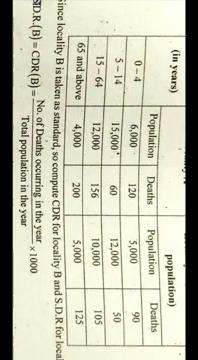 population)
(in years) Population Deaths Population Deaths
0 – 4 6,000 120 5,000 90
5 – 14 15,000 60 12,000 50
15 – 64 12,000 156 10,000 105
65 and above 4,000 200 5,000 125
since locality B is taken as standard, so compute CDR for locality B and S.D.R for local
S.D.R. (B) = CDR (B) = No. of Deaths occurring in the year / Total population in the year × 1000